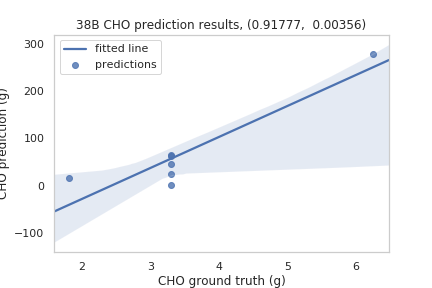 38B CHO prediction results, (0.91777, 0.00356)
fitted line
predictions
300
200
100
0
−100
CHO prediction (g)
2
3
4
5
6
CHO ground truth (g)